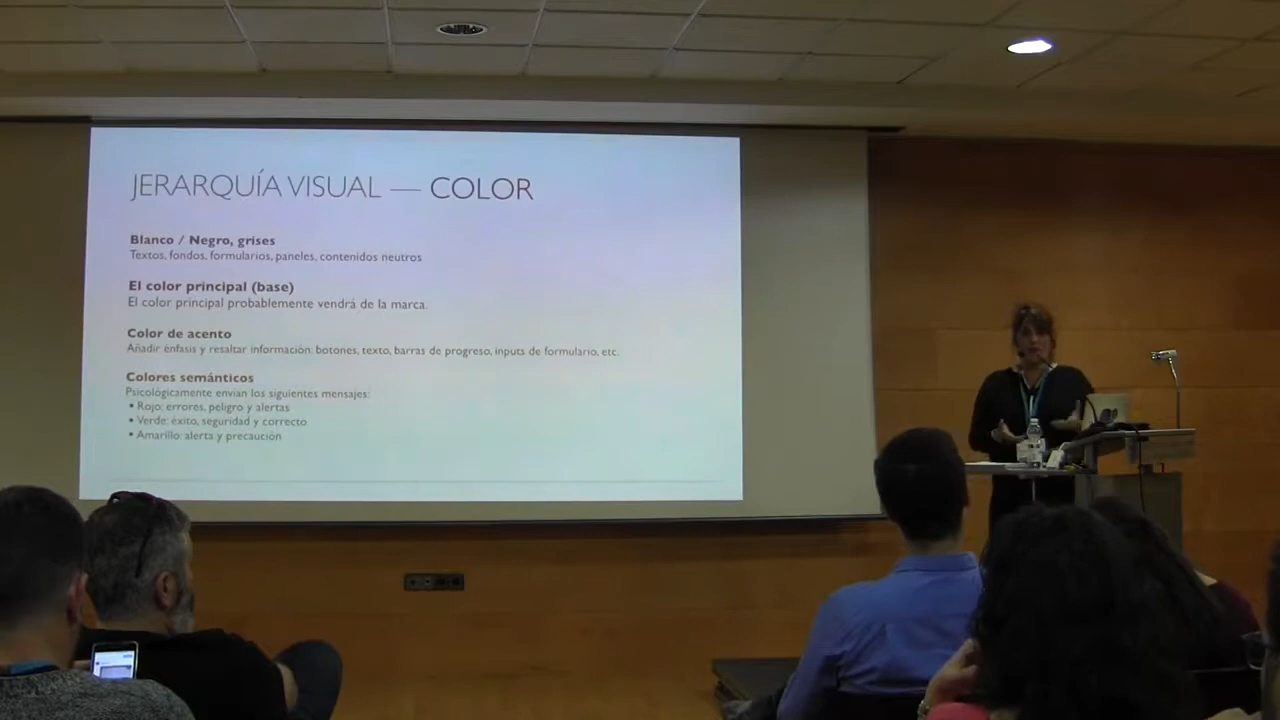 JERARQUÍA VISUAL — COLOR
Blanco / Negro, grises
Textos, fondos, formularios, paneles, contenidos neutros
El color principal (base)
El color principal probablemente vendrá de la marca.
Color de acento
Añadir énfasis y resaltar información: botones, texto, barras de progreso, inputs de formulario, etc.
Colores semánticos
Psicológicamente envían los siguientes mensajes:
• Rojo: errores, peligro y alertas
• Verde: éxito, seguridad y correcto
• Amarillo: alerta y precaución